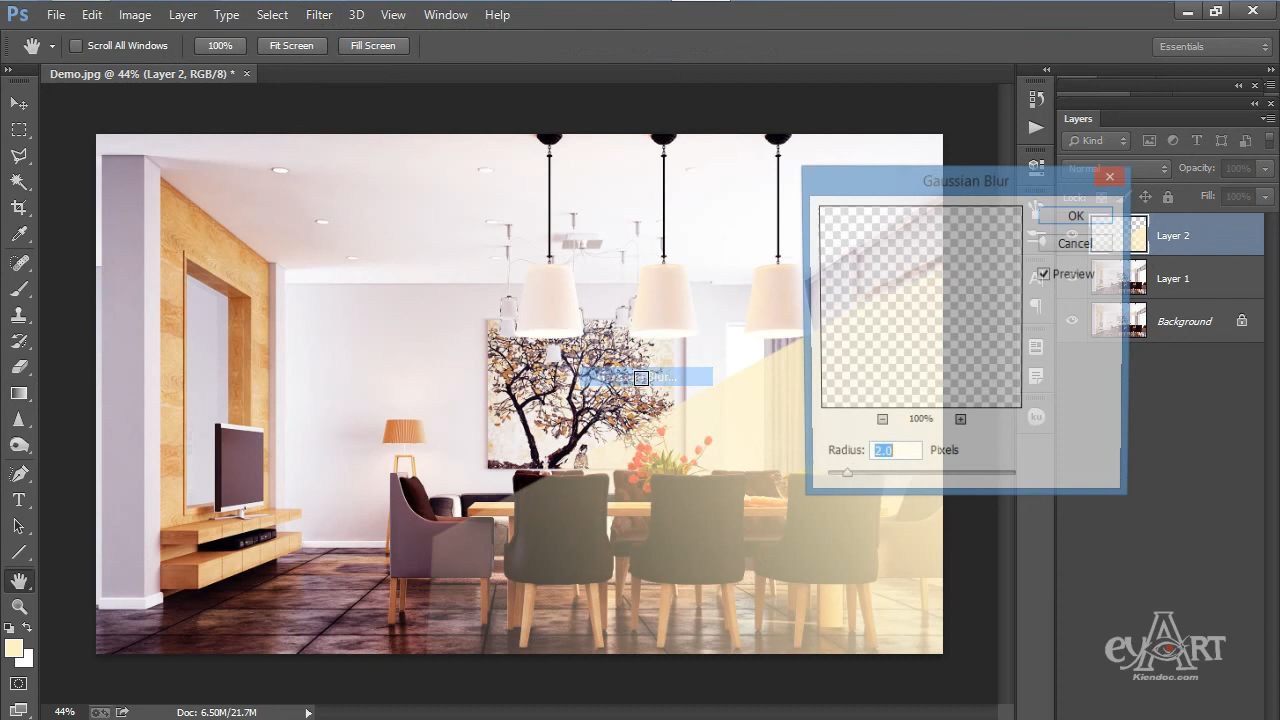 Ps File Edit Image Layer Type Select Filter 3D View Window Help
Scroll All Windows 100% Fit Screen Fill Screen Essentials
Demo.jpg @ 44% (Layer 2, RGB/8) * ×
Layers
Kind
Normal Opacity: 100%
Lock: Fill: 100%
Layer 2
Layer 1
Background
Gaussian Blur
OK
Cancel
Preview
100%
Radius: 2.0 Pixels
Blur...
T
ku
44% Doc: 6.50M/21.7M
eyART
Kiendoc.com